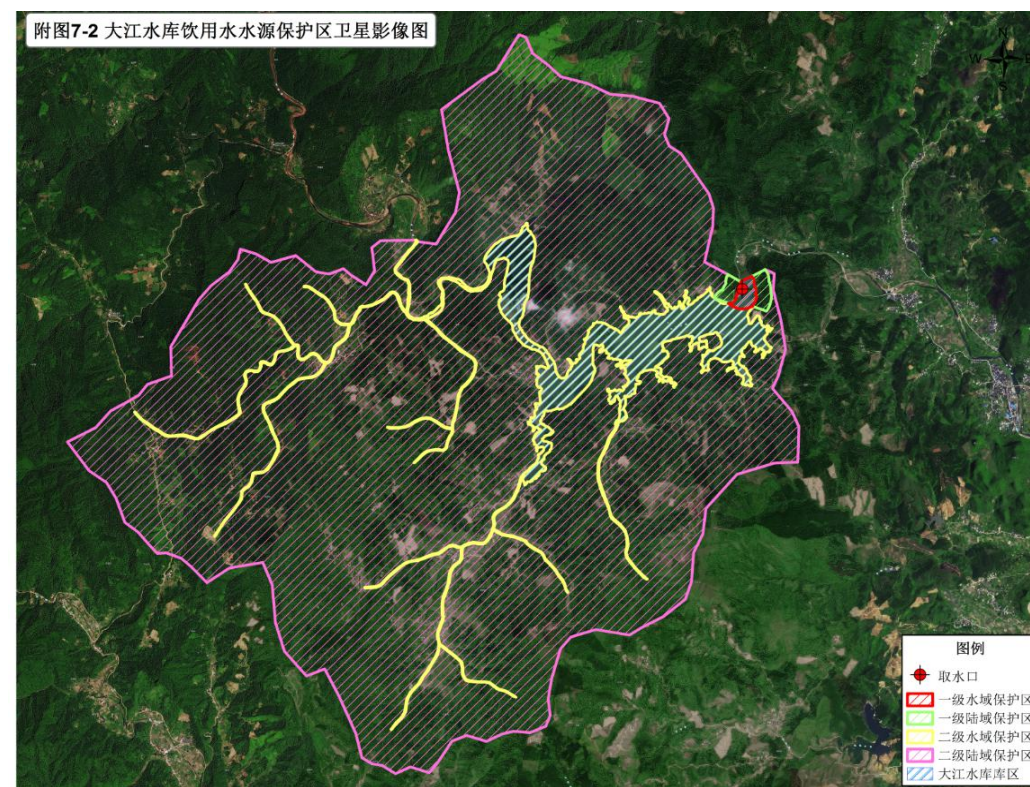 附图7-2 大江水库饮用水水源保护区卫星影像图
N
W E
S
图例
取水口
一级水域保护区
一级陆域保护区
二级水域保护区
二级陆域保护区
大江水库库区